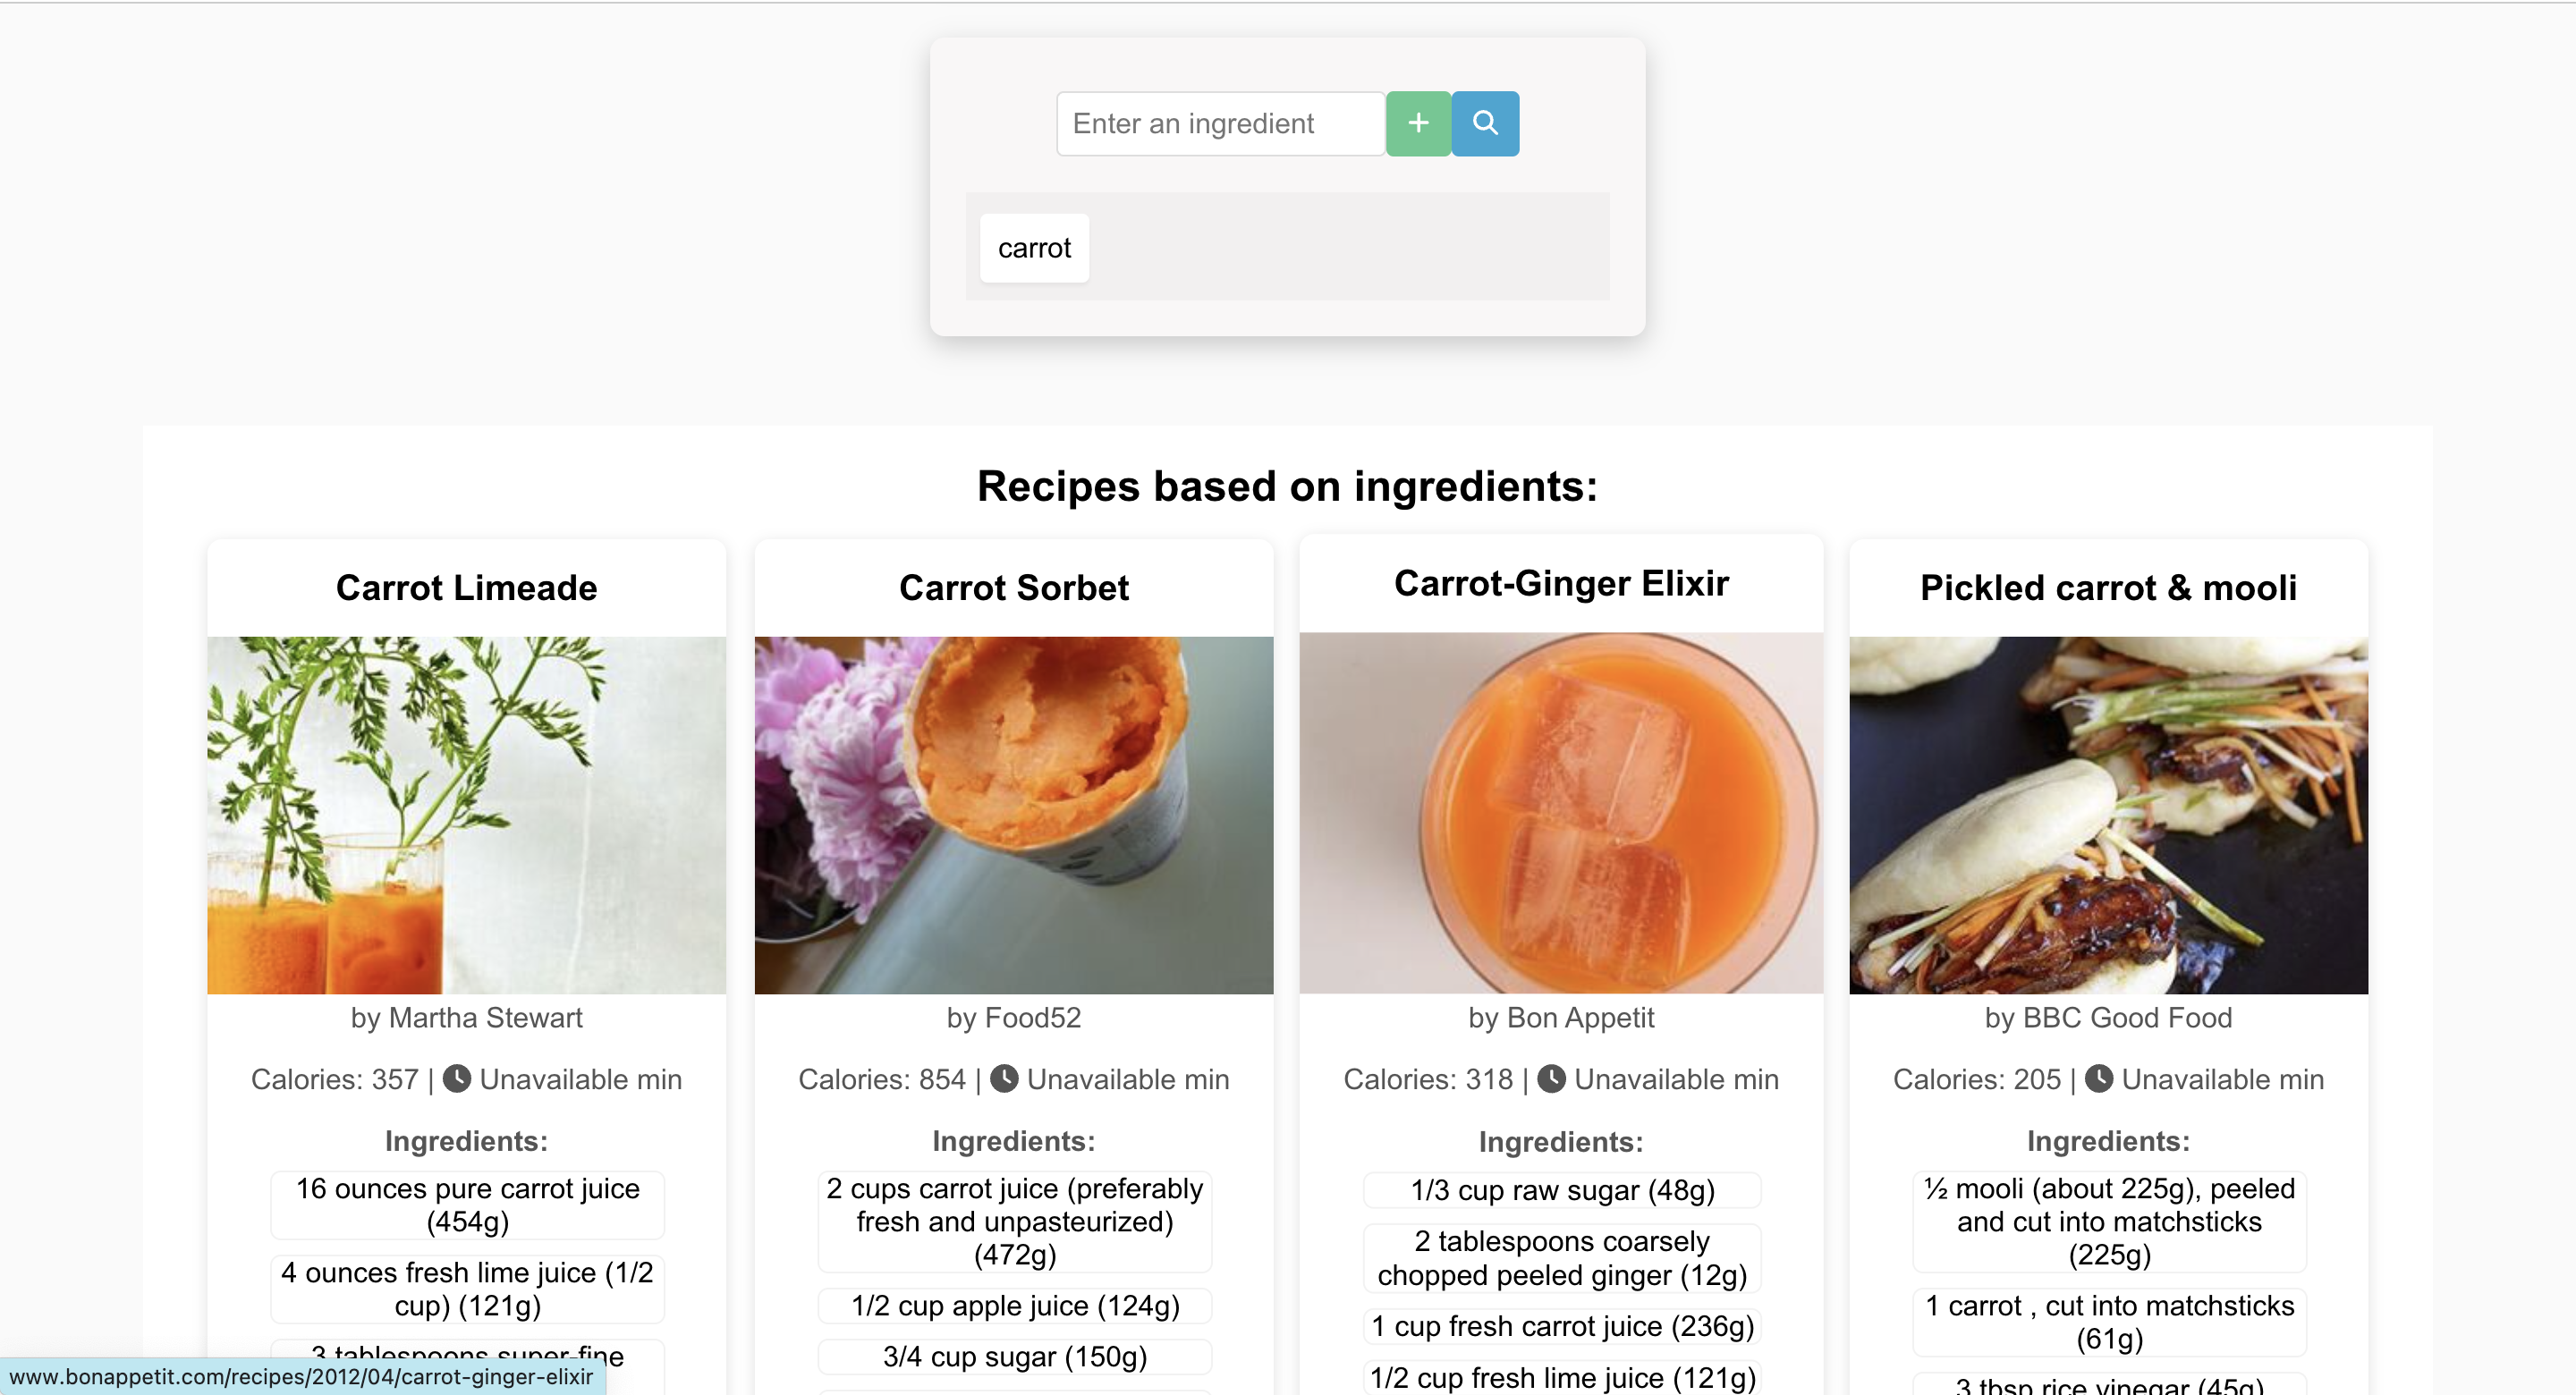 Enter an ingredient
+
carrot
Recipes based on ingredients:
Carrot Limeade
by Martha Stewart
Calories: 357 | Unavailable min
Ingredients:
16 ounces pure carrot juice
(454g)
4 ounces fresh lime juice (1/2
cup) (121g)
3 tablespoons super-fine
Carrot Sorbet
by Food52
Calories: 854 | Unavailable min
Ingredients:
2 cups carrot juice (preferably
fresh and unpasteurized)
(472g)
1/2 cup apple juice (124g)
3/4 cup sugar (150g)
Carrot-Ginger Elixir
by Bon Appetit
Calories: 318 | Unavailable min
Ingredients:
1/3 cup raw sugar (48g)
2 tablespoons coarsely
chopped peeled ginger (12g)
1 cup fresh carrot juice (236g)
1/2 cup fresh lime juice (121g)
Pickled carrot & mooli
by BBC Good Food
Calories: 205 | Unavailable min
Ingredients:
½ mooli (about 225g), peeled
and cut into matchsticks
(225g)
1 carrot , cut into matchsticks
(61g)
3 tbsp rice vinegar (45g)
www.bonappetit.com/recipes/2012/04/carrot-ginger-elixir